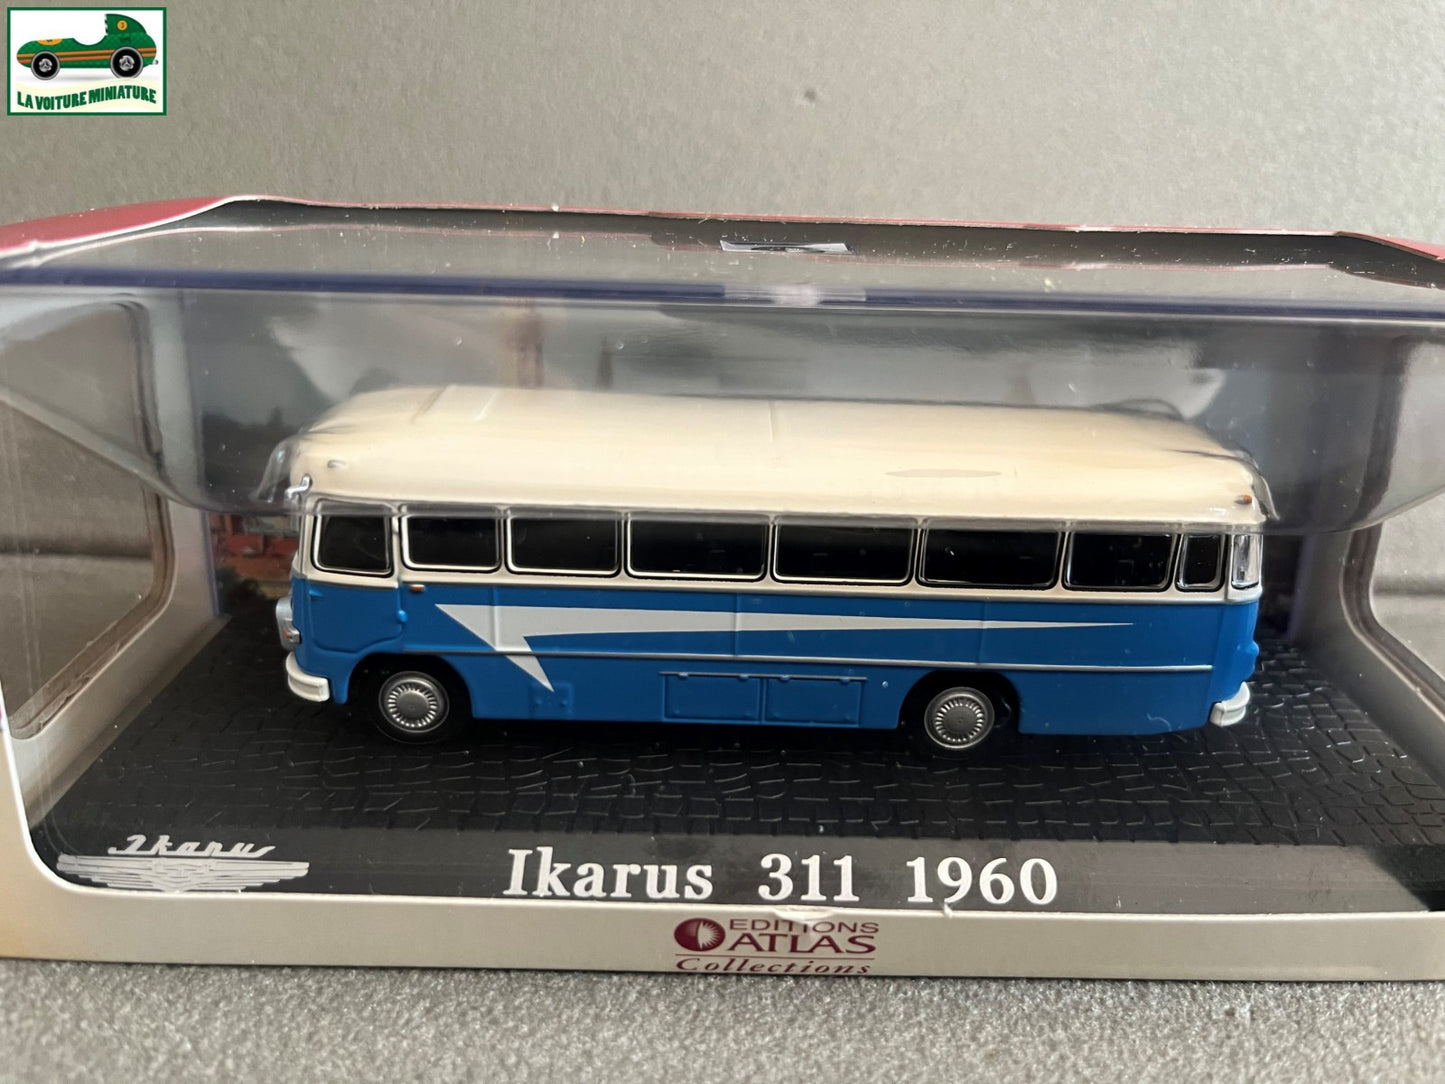 LA VOITURE MINIATURE
Ikarus
Ikarus 311 1960
EDITIONS
ATLAS
Collections